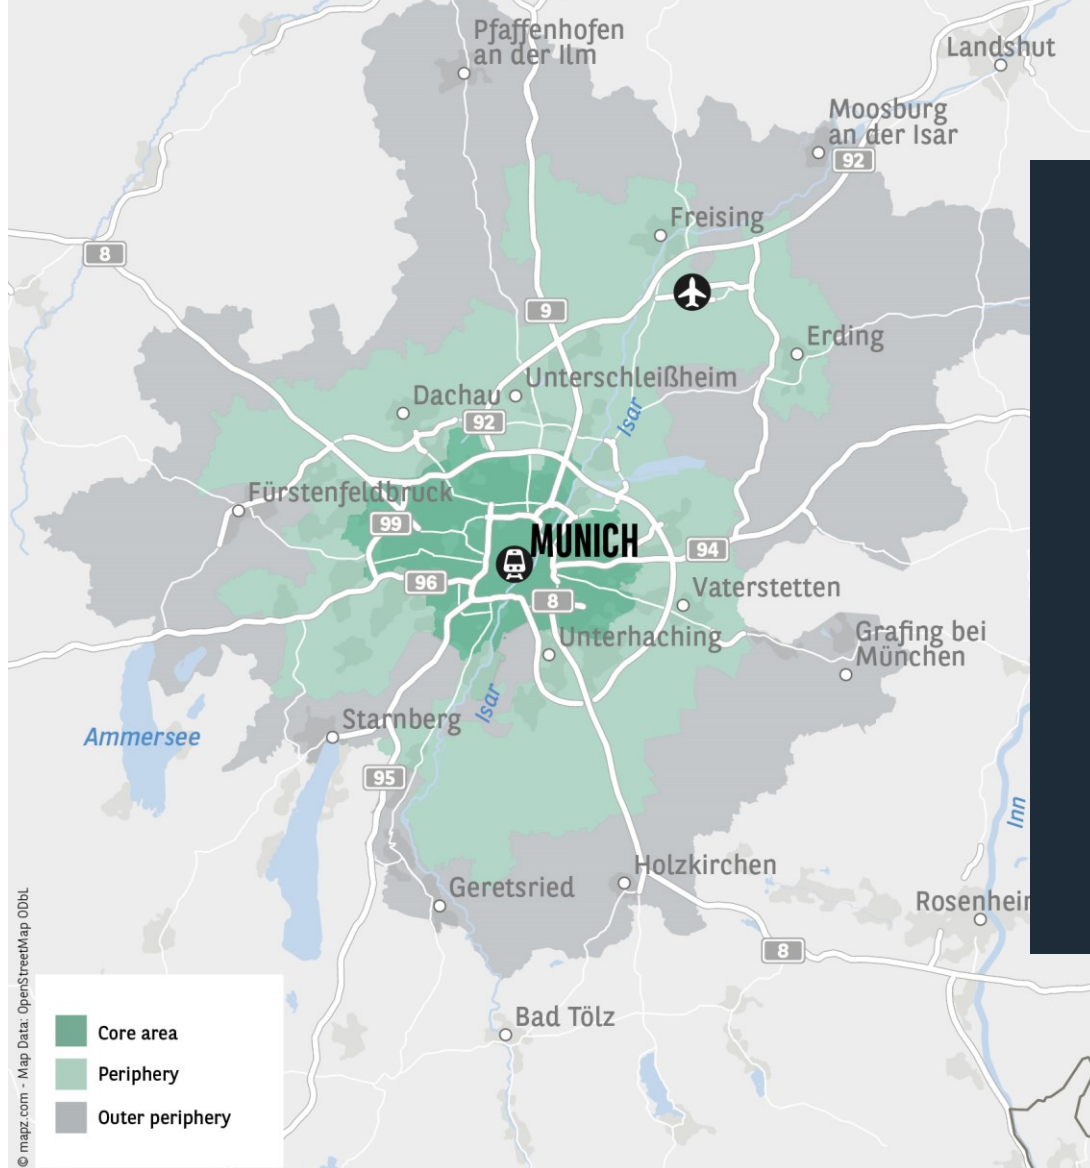 Pfaffenhofen
an der Ilm
Landshut
Moosburg
an der Isar
92
Freising
8
9
Erding
Unterschleißheim
Dachau
92
Isar
Fürstenfeldbruck
99
MUNICH
94
96
8
Vaterstetten
Unterhaching
Grafing bei
München
Isar
Starnberg
Ammersee
95
Inn
Holzkirchen
Geretsried
Rosenhei
8
Bad Tölz
Core area
Periphery
Outer periphery
© mapz.com - Map Data: OpenStreetMap ODbL